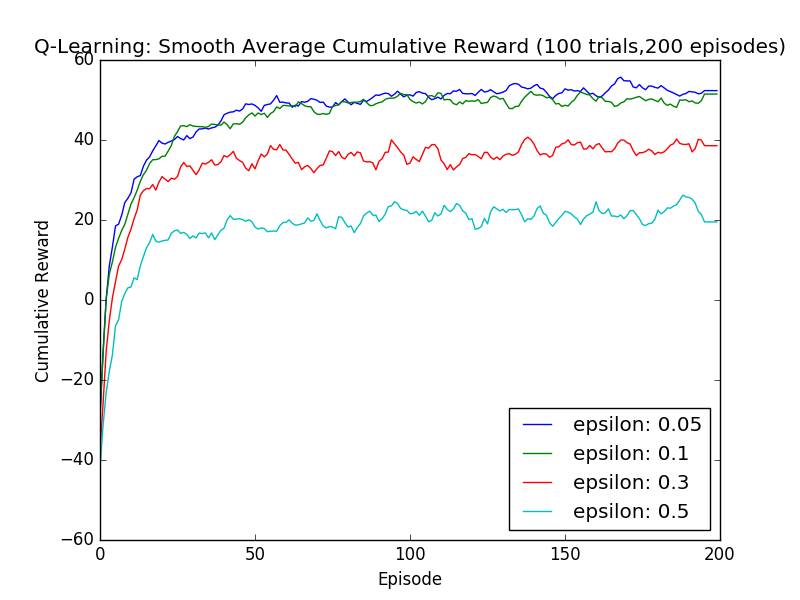 Q-Learning: Smooth Average Cumulative Reward (100 trials,200 episodes)
60
40
20
0
−20
−40
−60
Cumulative Reward
epsilon: 0.05
epsilon: 0.1
epsilon: 0.3
epsilon: 0.5
0 50 100 150 200
Episode